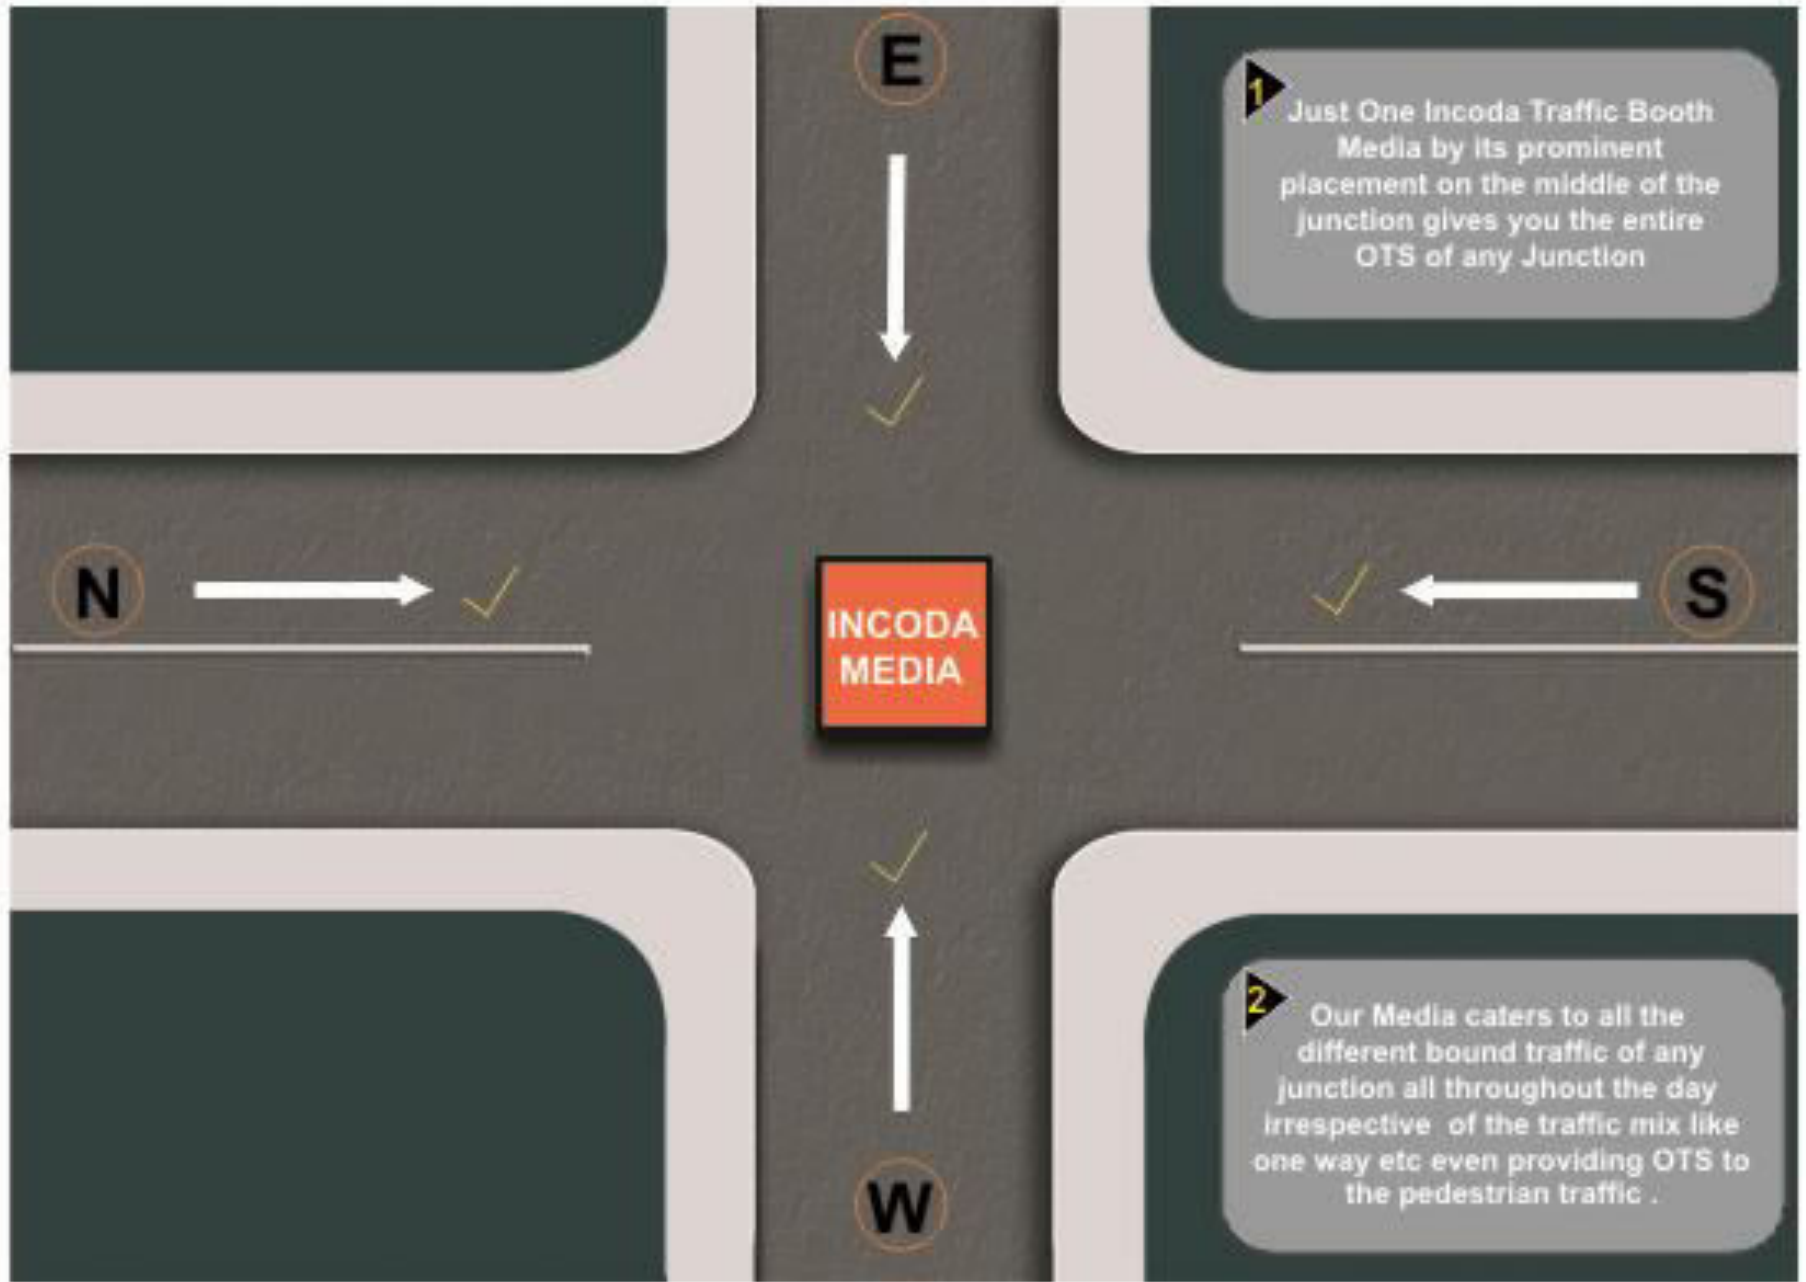 E
1
Just One Incoda Traffic Booth
Media by its prominent
placement on the middle of the
junction gives you the entire
OTS of any Junction
N
S
INCODA
MEDIA
2
Our Media caters to all the
different bound traffic of any
junction all throughout the day
irrespective of the traffic mix like
one way etc even providing OTS to
the pedestrian traffic .
W